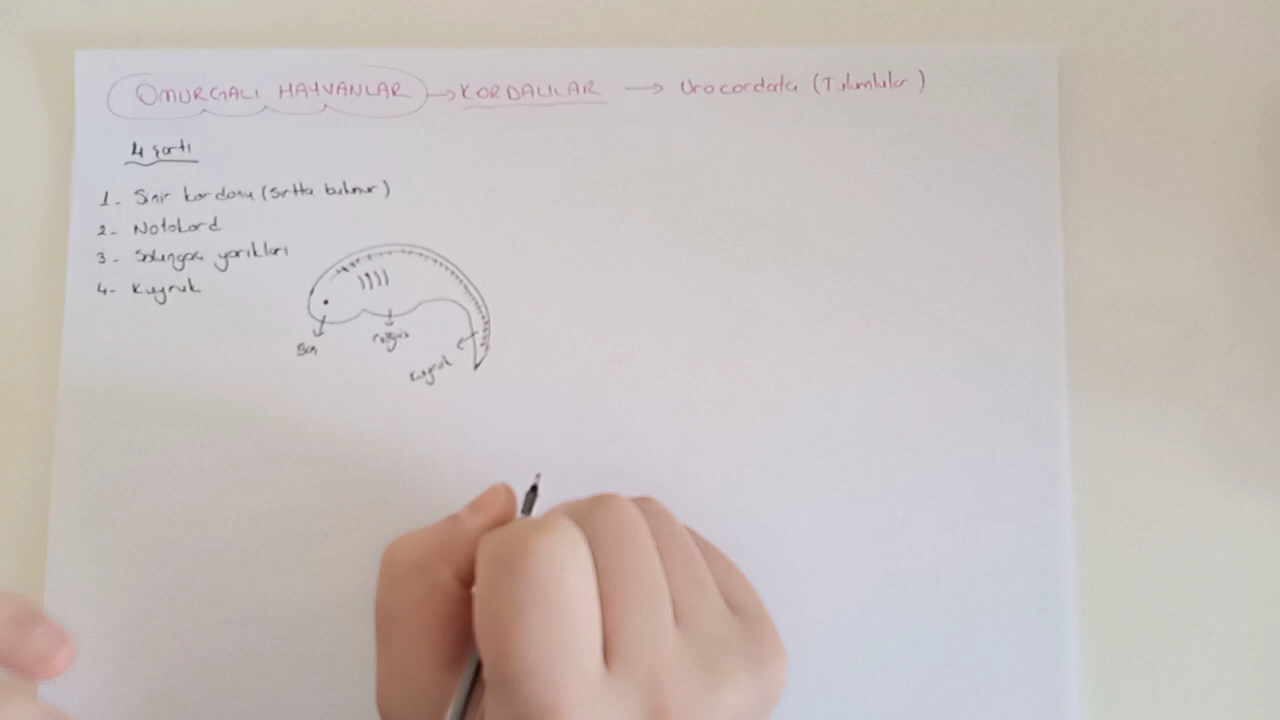 OMURGALI HAYVANLAR → KORDALILAR → Urocordata (Tulumlular)
4 şartı
1- Sinir kordonu (sırtta bulunur)
2- Notokord
3- Solungaç yarıkları
4- Kuyruk
Baş
Kuyruk